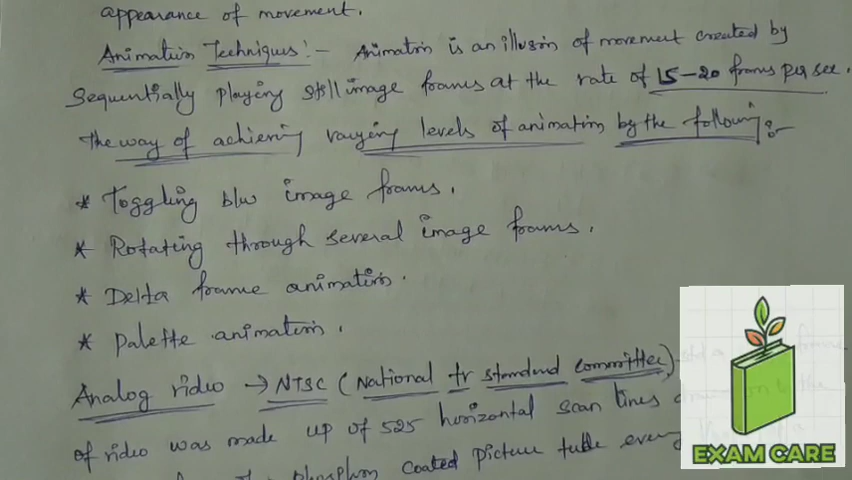 appearance of movement.
Animation Techniques:- Animation is an illusion of movement created by
sequentially playing still image frames at the rate of 15-20 frames per sec.
The way of achieving varying levels of animation by the following:-
* Toggling b/w image frams.
* Rotating through several image frams.
* Delta frame animation.
* Palette animation.
Analog video → NTSC (National tv standard committee)
of video was made up of 525 horizontal scan lines
phosphor coated picture tube every
EXAM CARE